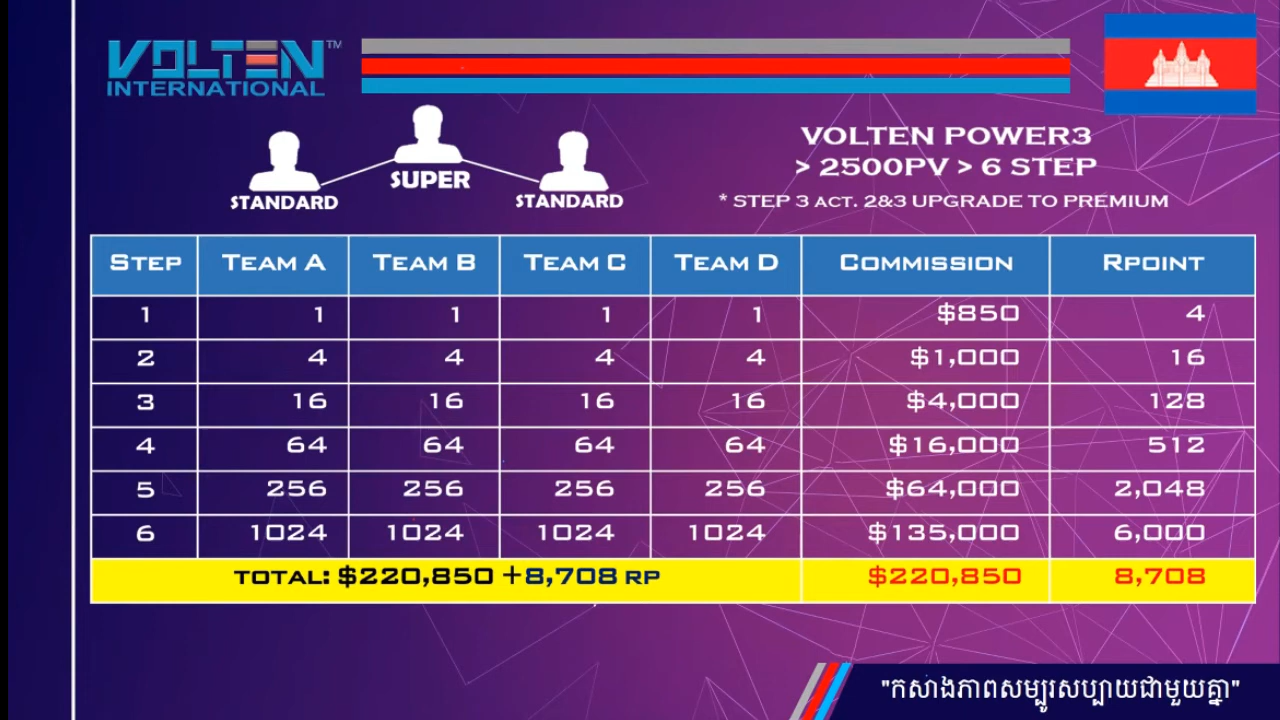 VOLTEN™
INTERNATIONAL
STANDARD
SUPER
STANDARD
VOLTEN POWER3
> 2500PV > 6 STEP
* STEP 3 ACT. 2&3 UPGRADE TO PREMIUM
STEP TEAM A TEAM B TEAM C TEAM D COMMISSION RPOINT
1 1 1 1 1 $850 4
2 4 4 4 4 $1,000 16
3 16 16 16 16 $4,000 128
4 64 64 64 64 $16,000 512
5 256 256 256 256 $64,000 2,048
6 1024 1024 1024 1024 $135,000 6,000
TOTAL: $220,850 +8,708 RP $220,850 8,708
"កសាងភាពសម្បូរសប្បាយជាមួយគ្នា"